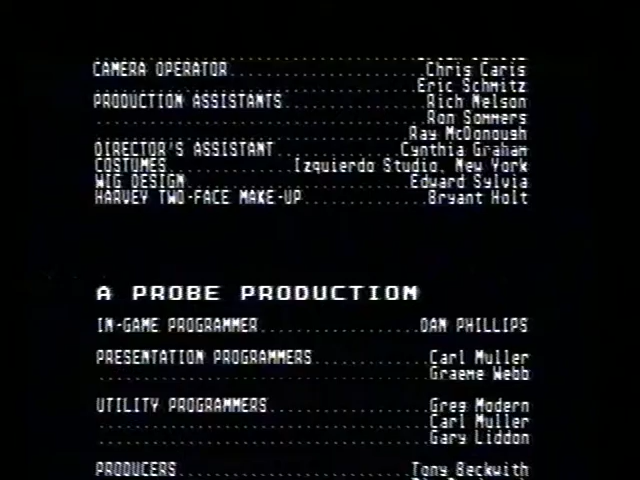 CAMERA OPERATOR Chris Caris
Eric Schmitz
PRODUCTION ASSISTANTS Rich Nelson
Ron Sommers
Ray McDonough
DIRECTOR'S ASSISTANT Cynthia Graham
COSTUMES Izquierdo Studio, New York
WIG DESIGN Edward Sylvia
HARVEY TWO-FACE MAKE-UP Bryant Holt
A PROBE PRODUCTION
IN-GAME PROGRAMMER DAN PHILLIPS
PRESENTATION PROGRAMMERS Carl Muller
Graeme Webb
UTILITY PROGRAMMERS Greg Modern
Carl Muller
Gary Liddon
PRODUCERS Tony Beckwith